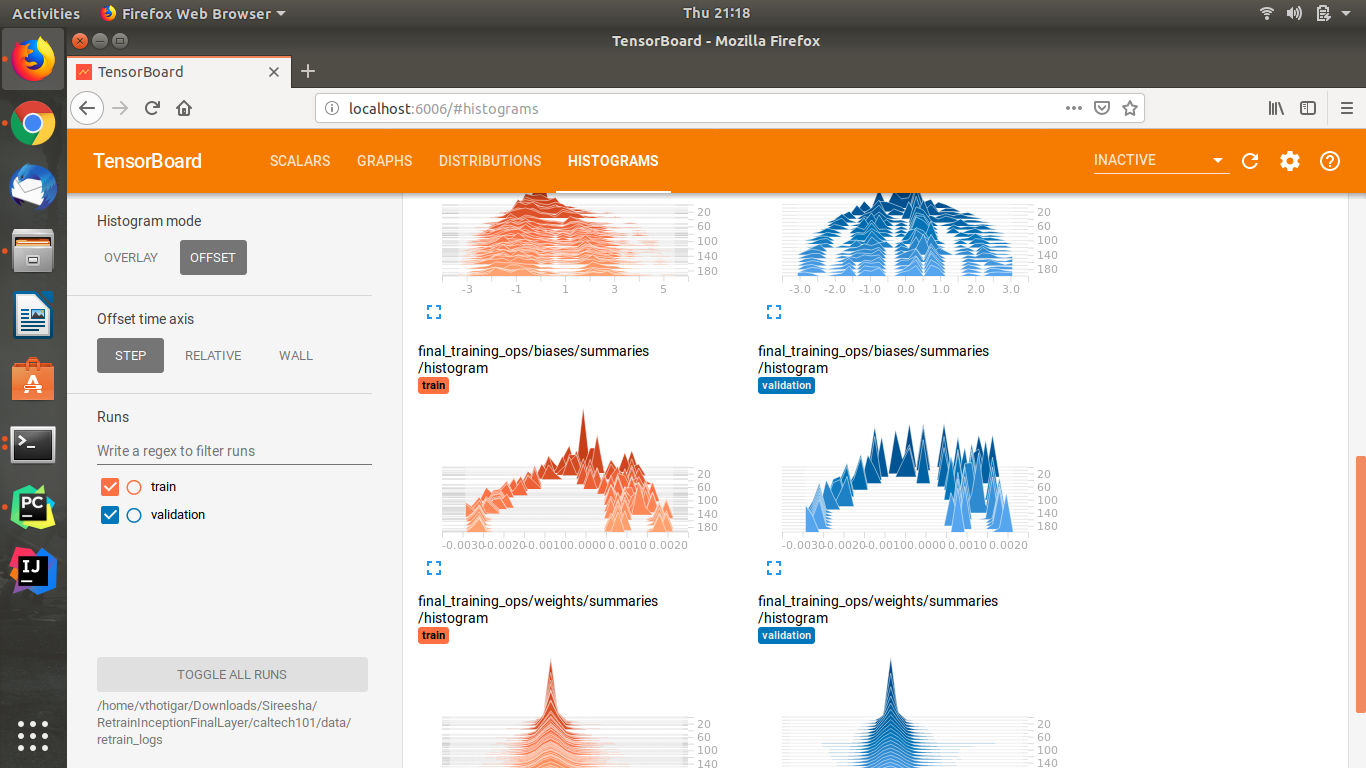 Activities Firefox Web Browser Thu 21:18
TensorBoard - Mozilla Firefox
TensorBoard
localhost:6006/#histograms
TensorBoard SCALARS GRAPHS DISTRIBUTIONS HISTOGRAMS INACTIVE
Histogram mode
OVERLAY OFFSET
Offset time axis
STEP RELATIVE WALL
Runs
Write a regex to filter runs
train
validation
TOGGLE ALL RUNS
/home/vthotigar/Downloads/Sireesha/
RetrainInceptionFinalLayer/caltech101/data/
retrain_logs
20
60
100
140
180
-3 -1 1 3 5
20
60
100
140
180
-3.0 -2.0 -1.0 0.0 1.0 2.0 3.0
final_training_ops/biases/summaries
/histogram
train
20
60
100
140
180
-0.0030 -0.0020 -0.0010 0.0000 0.0010 0.0020
final_training_ops/biases/summaries
/histogram
validation
20
60
100
140
180
-0.0030 -0.0020 -0.0010 0.0000 0.0010 0.0020
final_training_ops/weights/summaries
/histogram
train
20
60
100
140
final_training_ops/weights/summaries
/histogram
validation
20
60
100
140
PC
IJ